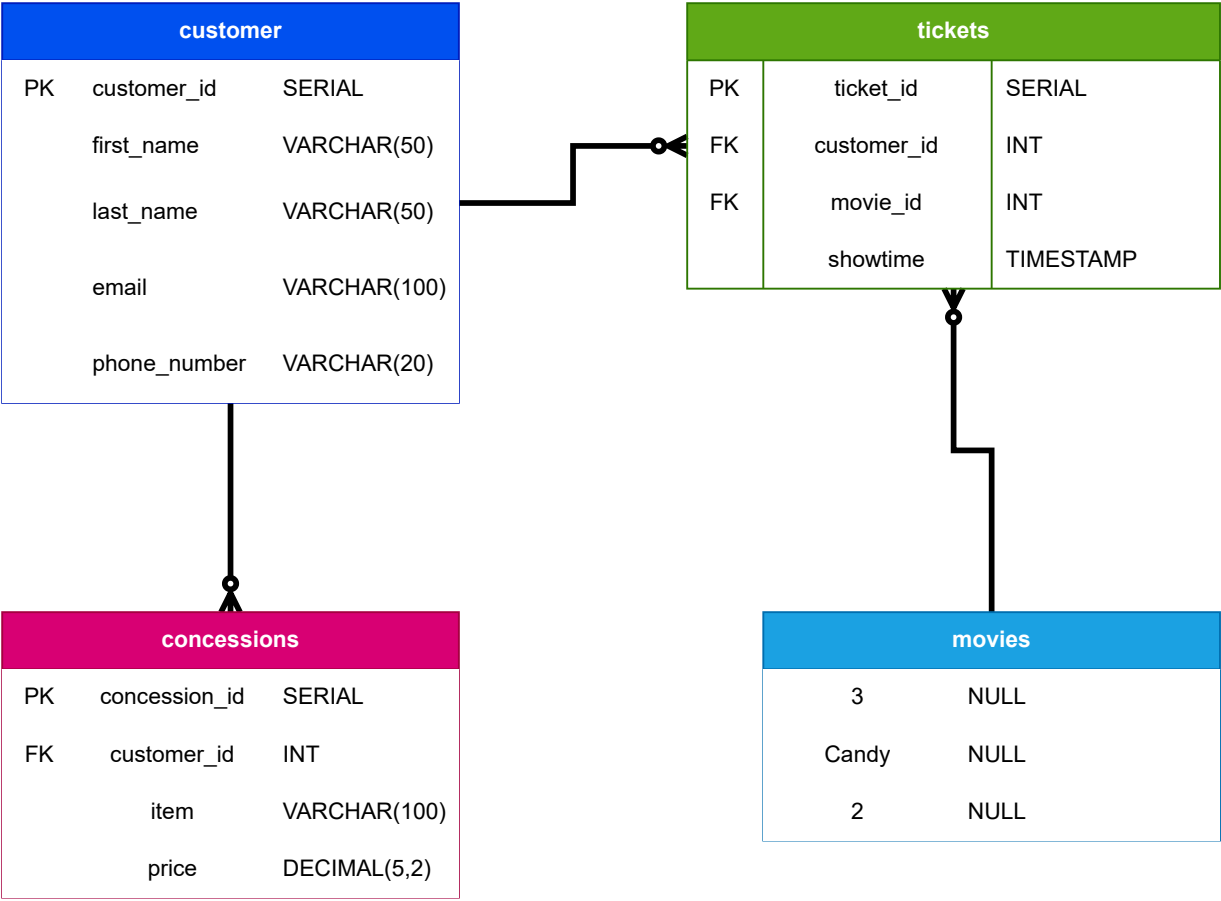 customer
PK customer_id SERIAL
first_name VARCHAR(50)
last_name VARCHAR(50)
email VARCHAR(100)
phone_number VARCHAR(20)
tickets
PK ticket_id SERIAL
FK customer_id INT
FK movie_id INT
showtime TIMESTAMP
concessions
PK concession_id SERIAL
FK customer_id INT
item VARCHAR(100)
price DECIMAL(5,2)
movies
3 NULL
Candy NULL
2 NULL